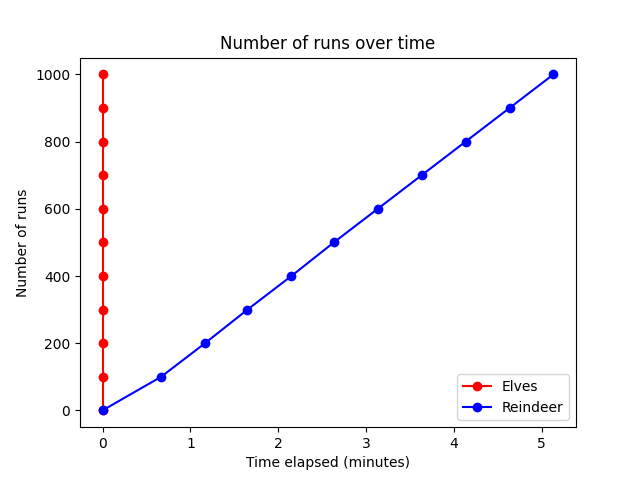 Number of runs over time
Number of runs
1000
800
600
400
200
0
0 1 2 3 4 5
Time elapsed (minutes)
Elves
Reindeer